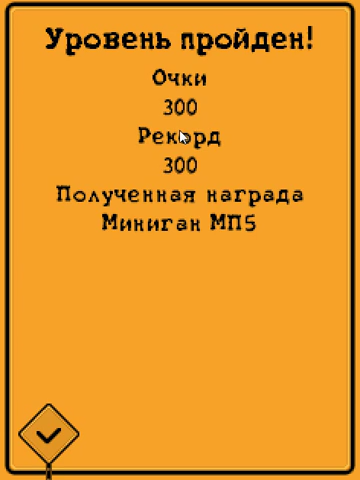 Уровень пройден!
Очки
300
Рекорд
300
Полученная награда
Миниган МП5